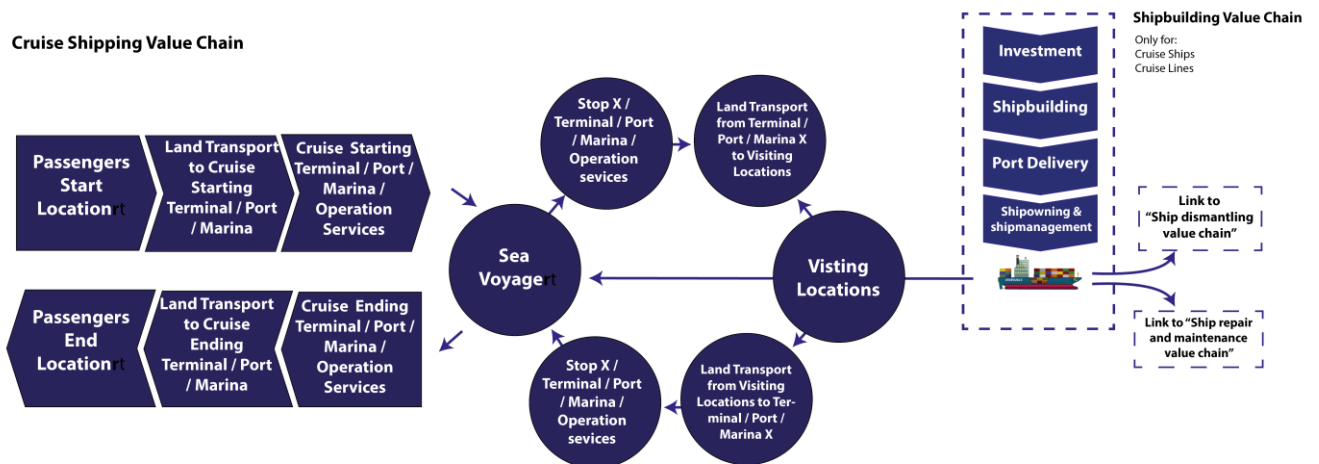 Cruise Shipping Value Chain
Passengers
Start
Locationrt
Land Transport
to Cruise
Starting
Terminal / Port /
/ Marina
Cruise Starting
Terminal / Port /
/ Marina /
Operation
Services
Passengers
End
Locationrt
Land Transport
to Cruise
Ending
Terminal / Port
/ Marina
Cruise Ending
Terminal / Port /
Marina /
Operation
Services
Sea
Voyagert
Stop X /
Terminal / Port
/ Marina /
Operation
sevices
Land Transport
from Terminal /
Port / Marina X
to Visiting
Locations
Visting
Locations
Land Transport
from Visiting
Locations to Ter-
minal / Port /
Marina X
Stop X /
Terminal / Port
/ Marina /
Operation
sevices
Shipbuilding Value Chain
Only for:
Cruise Ships
Cruise Lines
Investment
Shipbuilding
Port Delivery
Shipowning &
shipmanagement
Link to
“Ship dismantling
value chain”
Link to “Ship repair
and maintenance
value chain”